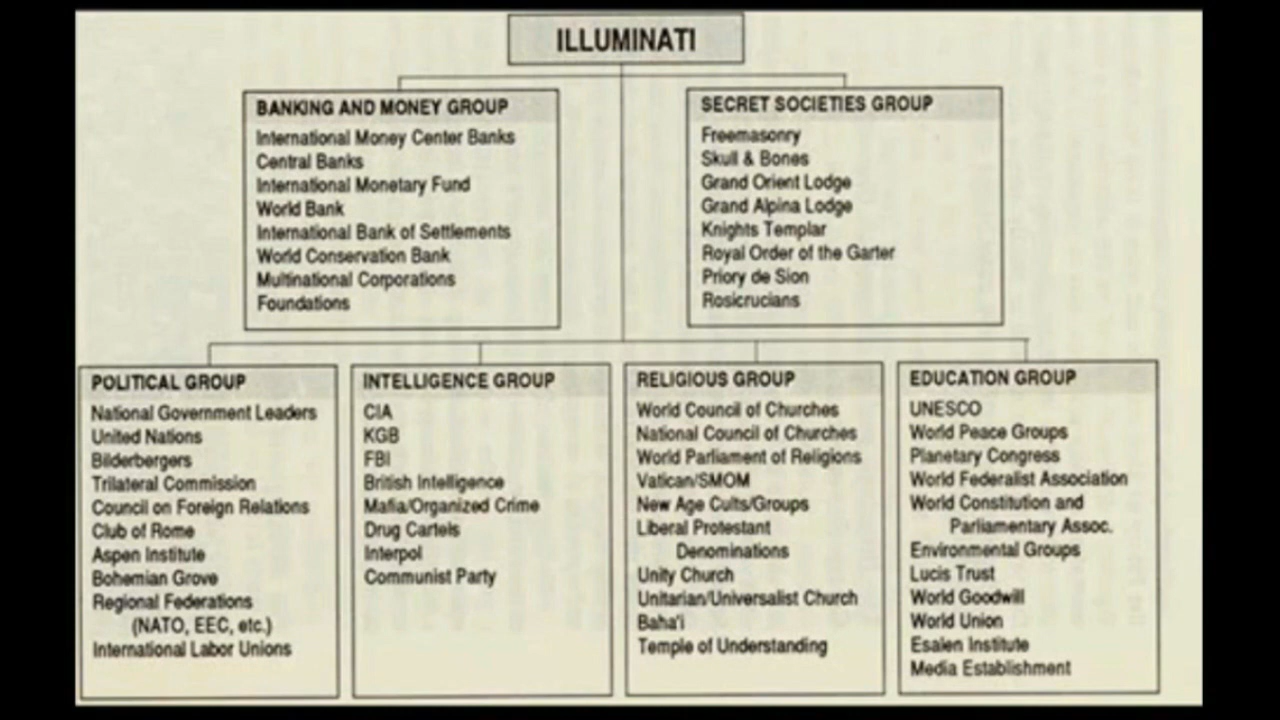 ILLUMINATI
BANKING AND MONEY GROUP
International Money Center Banks
Central Banks
International Monetary Fund
World Bank
International Bank of Settlements
World Conservation Bank
Multinational Corporations
Foundations
SECRET SOCIETIES GROUP
Freemasonry
Skull & Bones
Grand Orient Lodge
Grand Alpina Lodge
Knights Templar
Royal Order of the Garter
Priory de Sion
Rosicrucians
POLITICAL GROUP
National Government Leaders
United Nations
Bilderbergers
Trilateral Commission
Council on Foreign Relations
Club of Rome
Aspen Institute
Bohemian Grove
Regional Federations
(NATO, EEC, etc.)
International Labor Unions
INTELLIGENCE GROUP
CIA
KGB
FBI
British Intelligence
Mafia/Organized Crime
Drug Cartels
Interpol
Communist Party
RELIGIOUS GROUP
World Council of Churches
National Council of Churches
World Parliament of Religions
Vatican/SMOM
New Age Cults/Groups
Liberal Protestant
Denominations
Unity Church
Unitarian/Universalist Church
Baha'i
Temple of Understanding
EDUCATION GROUP
UNESCO
World Peace Groups
Planetary Congress
World Federalist Association
World Constitution and
Parliamentary Assoc.
Environmental Groups
Lucis Trust
World Goodwill
World Union
Esalen Institute
Media Establishment